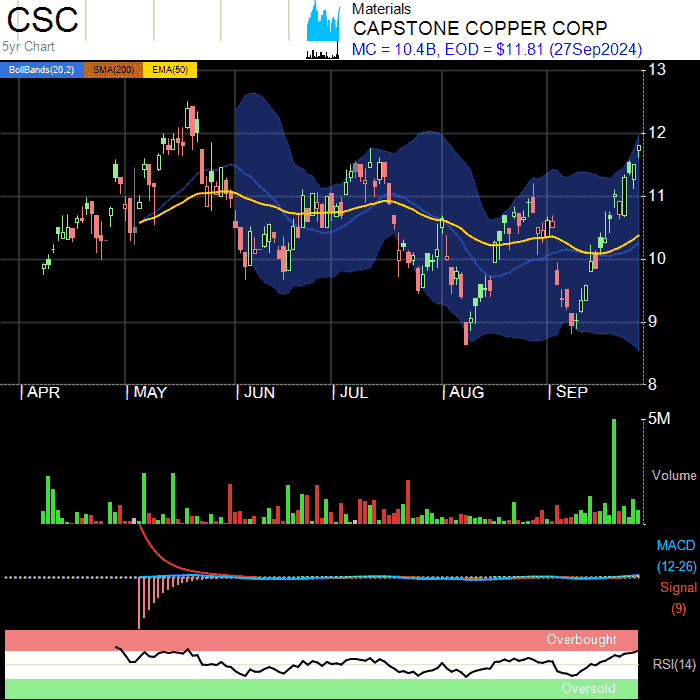 CSC
5yr Chart
Materials
CAPSTONE COPPER CORP
MC = 10.4B, EOD = $11.81 (27Sep2024)
BollBands(20,2) SMA(200) EMA(50)
13
12
11
10
9
8
APR MAY JUN JUL AUG SEP
5M
Volume
MACD
(12-26)
Signal
(9)
Overbought
RSI(14)
Oversold